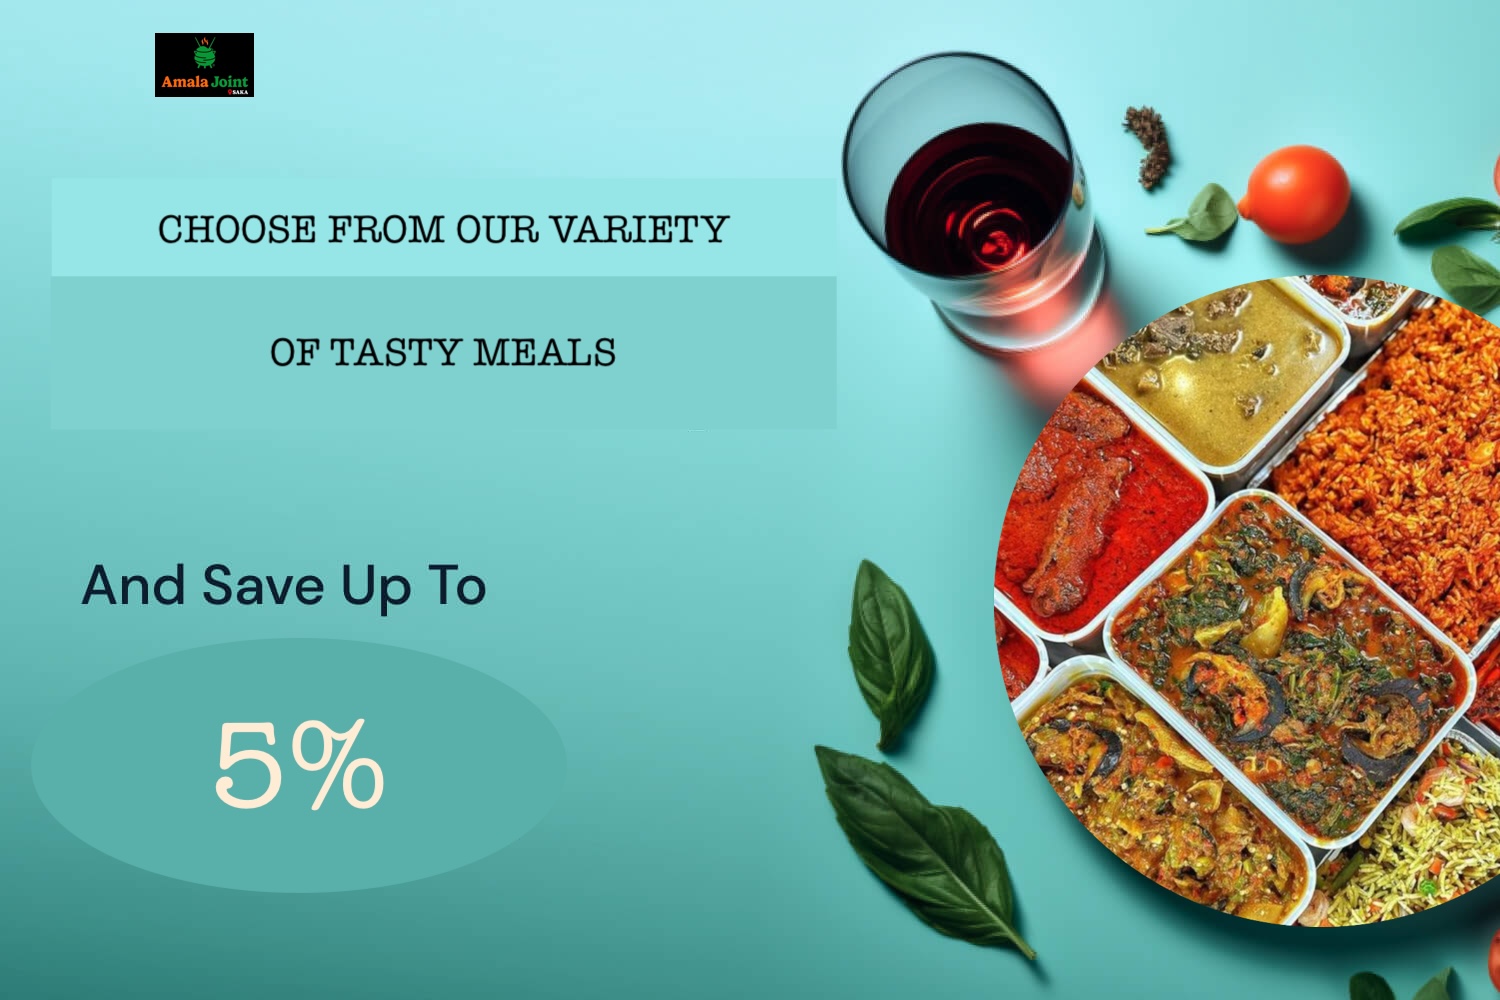 Amala Joint
OSAKA
CHOOSE FROM OUR VARIETY
OF TASTY MEALS
And Save Up To
5%